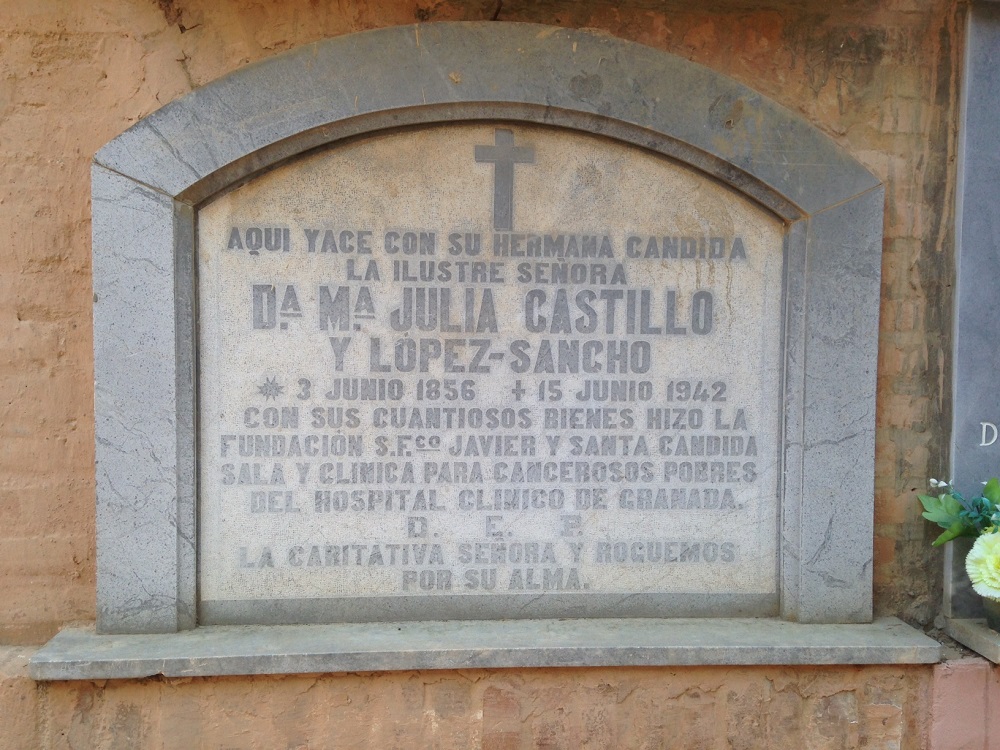 AQUI YACE CON SU HERMANA CANDIDA
LA ILUSTRE SEÑORA
D.ª M.ª JULIA CASTILLO
Y LÓPEZ-SANCHO
3 JUNIO 1856 + 15 JUNIO 1942
CON SUS CUANTIOSOS BIENES HIZO LA
FUNDACIÓN S.F.CO JAVIER Y SANTA CANDIDA
SALA Y CLINICA PARA CANCEROSOS POBRES
DEL HOSPITAL CLINICO DE GRANADA.
D. E. P.
LA CARITATIVA SEÑORA Y ROGUEMOS
POR SU ALMA.
D